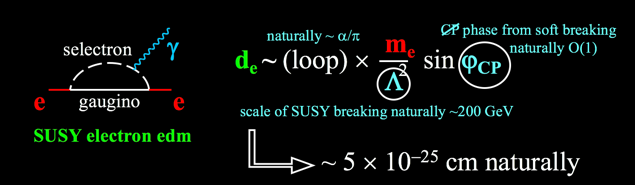 selectron
γ
e
gaugino
e
SUSY electron edm
naturally ~ α/π
CP phase from soft breaking
naturally O(1)
dₑ ~ (loop) × mₑ/Λ² sin φCP
scale of SUSY breaking naturally ~200 GeV
~ 5 × 10⁻²⁵ cm naturally